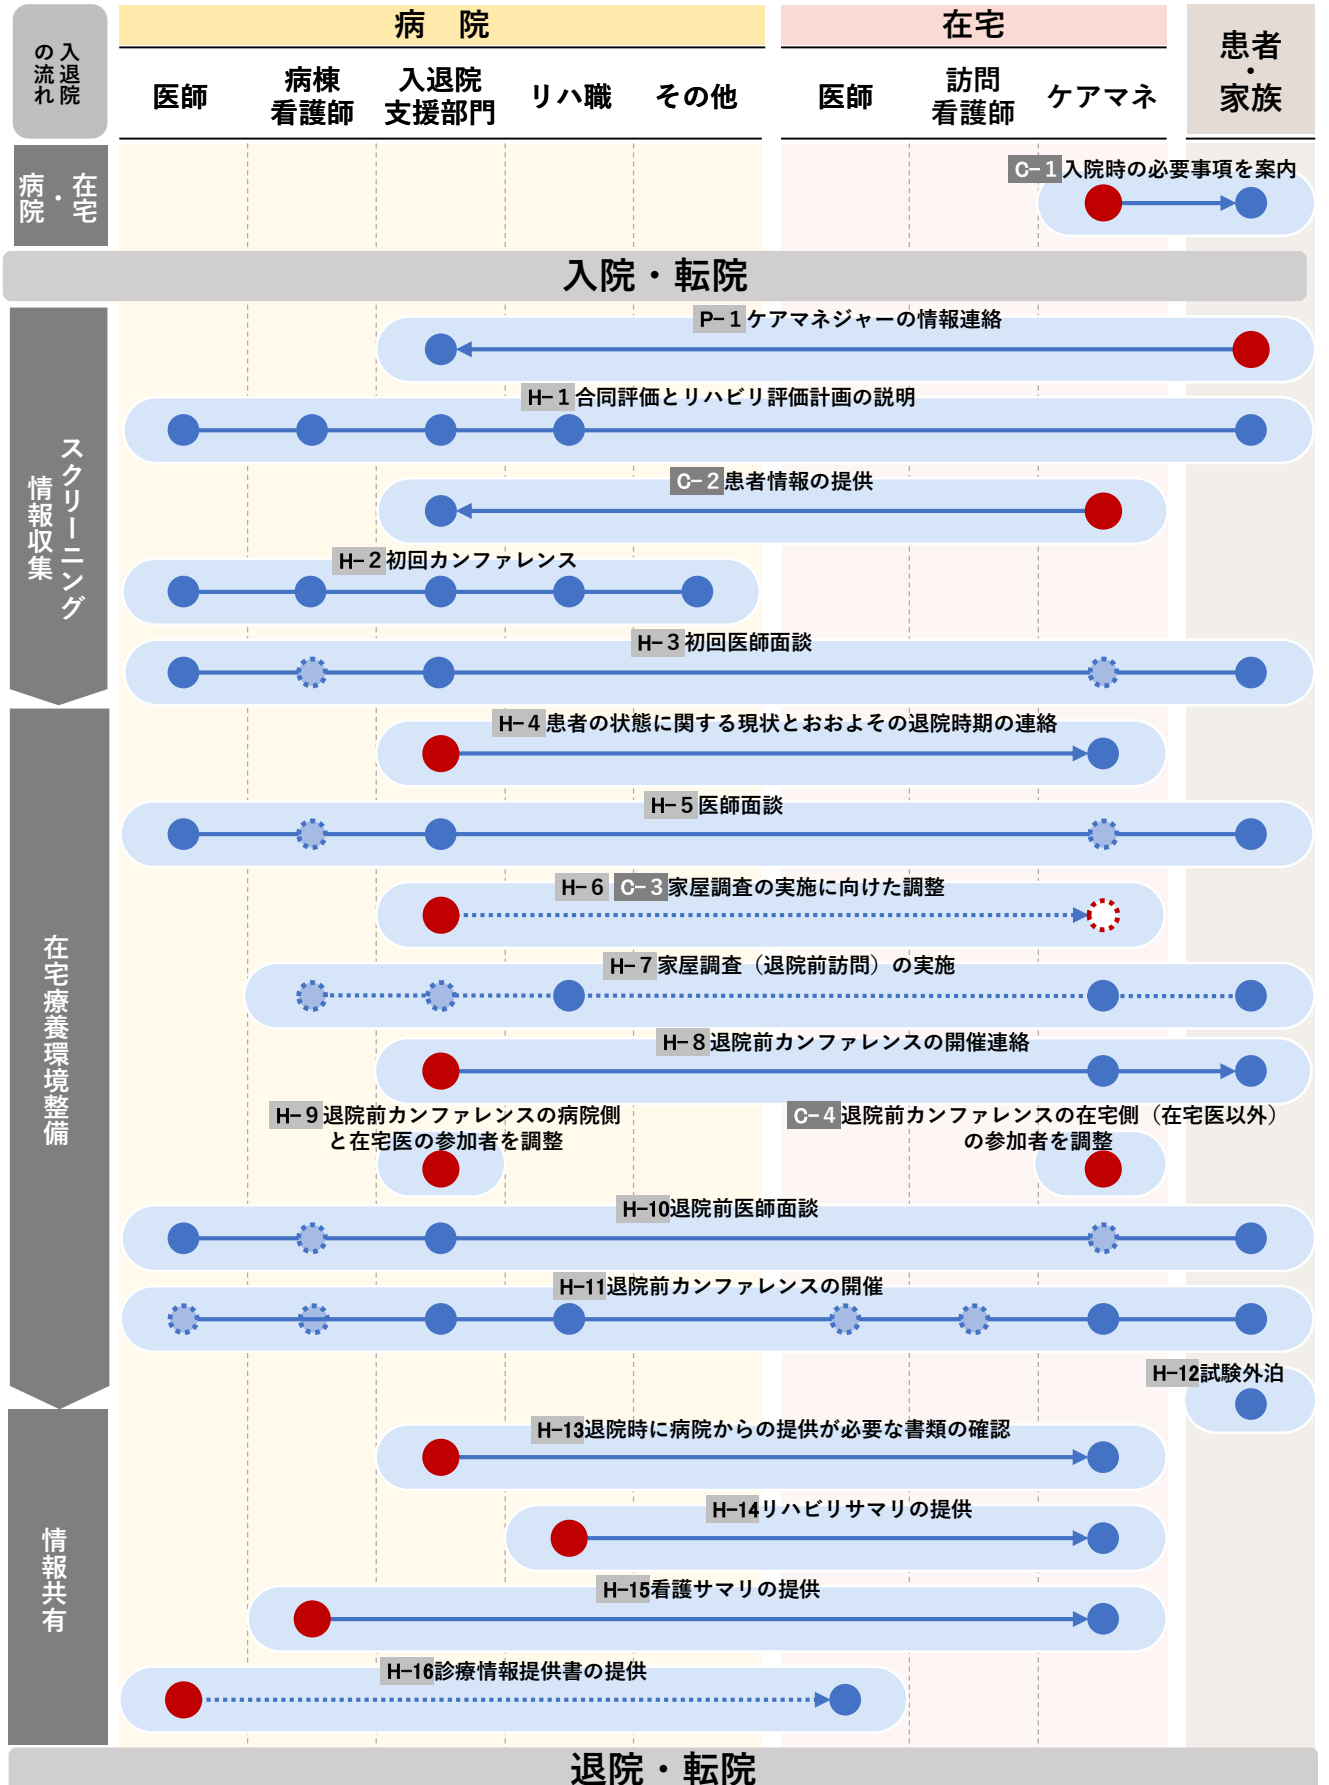 入退院
の流れ
病　院
在宅
患者
・
家族
医師
病棟
看護師
入退院
支援部門
リハ職
その他
医師
訪問
看護師
ケアマネ
在宅
・
病院
C-1入院時の必要事項を案内
入院・転院
スクリーニング
情報収集
P-1ケアマネジャーの情報連絡
H-1合同評価とリハビリ評価計画の説明
C-2患者情報の提供
H-2初回カンファレンス
H-3初回医師面談
在宅療養環境整備
H-4患者の状態に関する現状とおおよその退院時期の連絡
H-5医師面談
H-6 C-3家屋調査の実施に向けた調整
H-7家屋調査（退院前訪問）の実施
H-8退院前カンファレンスの開催連絡
H-9退院前カンファレンスの病院側
と在宅医の参加者を調整
C-4退院前カンファレンスの在宅側（在宅医以外）
の参加者を調整
H-10退院前医師面談
H-11退院前カンファレンスの開催
H-12試験外泊
情報共有
H-13退院時に病院からの提供が必要な書類の確認
H-14リハビリサマリの提供
H-15看護サマリの提供
H-16診療情報提供書の提供
退院・転院